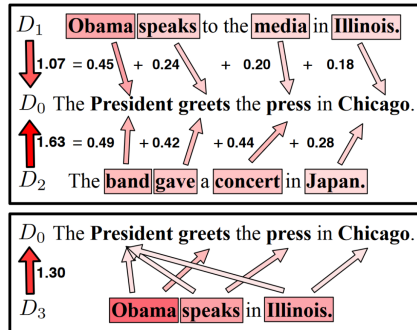 D1 Obama speaks to the media in Illinois.
1.07 = 0.45 + 0.24 + 0.20 + 0.18
D0 The President greets the press in Chicago.
1.63 = 0.49 + 0.42 + 0.44 + 0.28
D2 The band gave a concert in Japan.
D0 The President greets the press in Chicago.
1.30
D3 Obama speaks in Illinois.